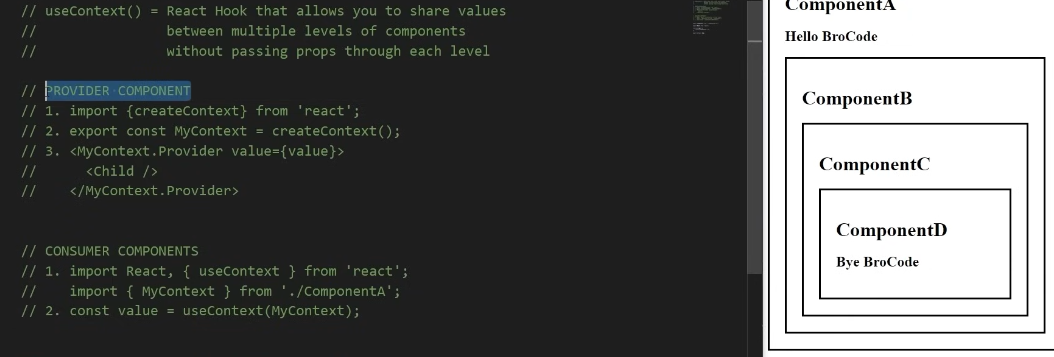 // useContext() = React Hook that allows you to share values
//                between multiple levels of components
//                without passing props through each level
// PROVIDER COMPONENT
// 1. import {createContext} from 'react';
// 2. export const MyContext = createContext();
// 3. <MyContext.Provider value={value}>
//      <Child />
//    </MyContext.Provider>
// CONSUMER COMPONENTS
// 1. import React, { useContext } from 'react';
//    import { MyContext } from './ComponentA';
// 2. const value = useContext(MyContext);
ComponentA
Hello BroCode
ComponentB
ComponentC
ComponentD
Bye BroCode